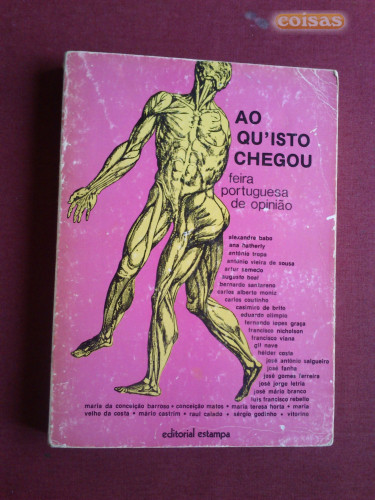 coisas
AO
QU'ISTO
CHEGOU
feira
portuguesa
de opinião
alexandre babo
ana hatherly
antónio tropa
antónio vieira de sousa
artur semedo
augusto boal
bernardo santareno
carlos alberto moniz
carlos coutinho
casimiro de brito
eduardo olímpio
fernando lopes graça
francisco nicholson
francisco viana
gil nave
hélder costa
josé antónio salgueiro
josé fanha
josé gomes ferreira
josé jorge letria
josé mário branco
luís francisco rebello
maria da conceição barroso • conceição matos • maria teresa horta • maria
velho da costa • mário castrim • raul calado • sérgio godinho • vitorino
editorial estampa